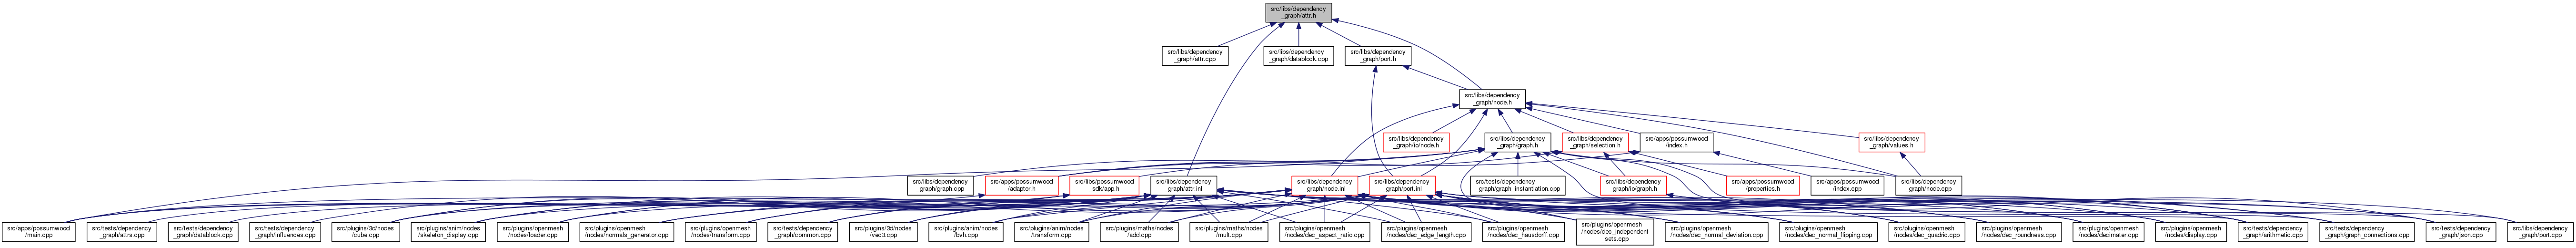 src/libs/dependency
_graph/attr.h
src/libs/dependency
_graph/attr.cpp
src/libs/dependency
_graph/datablock.cpp
src/libs/dependency
_graph/port.h
src/libs/dependency
_graph/node.h
src/libs/dependency
_graph/io/node.h
src/libs/dependency
_graph/graph.h
src/libs/dependency
_graph/selection.h
src/apps/possumwood
/index.h
src/libs/dependency
_graph/values.h
src/libs/dependency
_graph/graph.cpp
src/apps/possumwood
/adaptor.h
src/libs/possumwood
_sdk/app.h
src/libs/dependency
_graph/attr.inl
src/libs/dependency
_graph/node.inl
src/libs/dependency
_graph/port.inl
src/tests/dependency
_graph/graph_instantiation.cpp
src/libs/dependency
_graph/io/graph.h
src/apps/possumwood
/properties.h
src/apps/possumwood
/index.cpp
src/libs/dependency
_graph/node.cpp
src/apps/possumwood
/main.cpp
src/tests/dependency
_graph/attrs.cpp
src/tests/dependency
_graph/datablock.cpp
src/tests/dependency
_graph/influences.cpp
src/plugins/3d/nodes
/cube.cpp
src/plugins/anim/nodes
/skeleton_display.cpp
src/plugins/openmesh
/nodes/loader.cpp
src/plugins/openmesh
/nodes/normals_generator.cpp
src/plugins/openmesh
/nodes/transform.cpp
src/tests/dependency
_graph/common.cpp
src/plugins/3d/nodes
/vec3.cpp
src/plugins/anim/nodes
/bvh.cpp
src/plugins/anim/nodes
/transform.cpp
src/plugins/maths/nodes
/add.cpp
src/plugins/maths/nodes
/mult.cpp
src/plugins/openmesh
/nodes/dec_aspect_ratio.cpp
src/plugins/openmesh
/nodes/dec_edge_length.cpp
src/plugins/openmesh
/nodes/dec_hausdorff.cpp
src/plugins/openmesh
/nodes/dec_independent
_sets.cpp
src/plugins/openmesh
/nodes/dec_normal_deviation.cpp
src/plugins/openmesh
/nodes/dec_normal_flipping.cpp
src/plugins/openmesh
/nodes/dec_quadric.cpp
src/plugins/openmesh
/nodes/dec_roundness.cpp
src/plugins/openmesh
/nodes/decimater.cpp
src/plugins/openmesh
/nodes/display.cpp
src/tests/dependency
_graph/arithmetic.cpp
src/tests/dependency
_graph/graph_connections.cpp
src/tests/dependency
_graph/json.cpp
src/libs/dependency
_graph/port.cpp